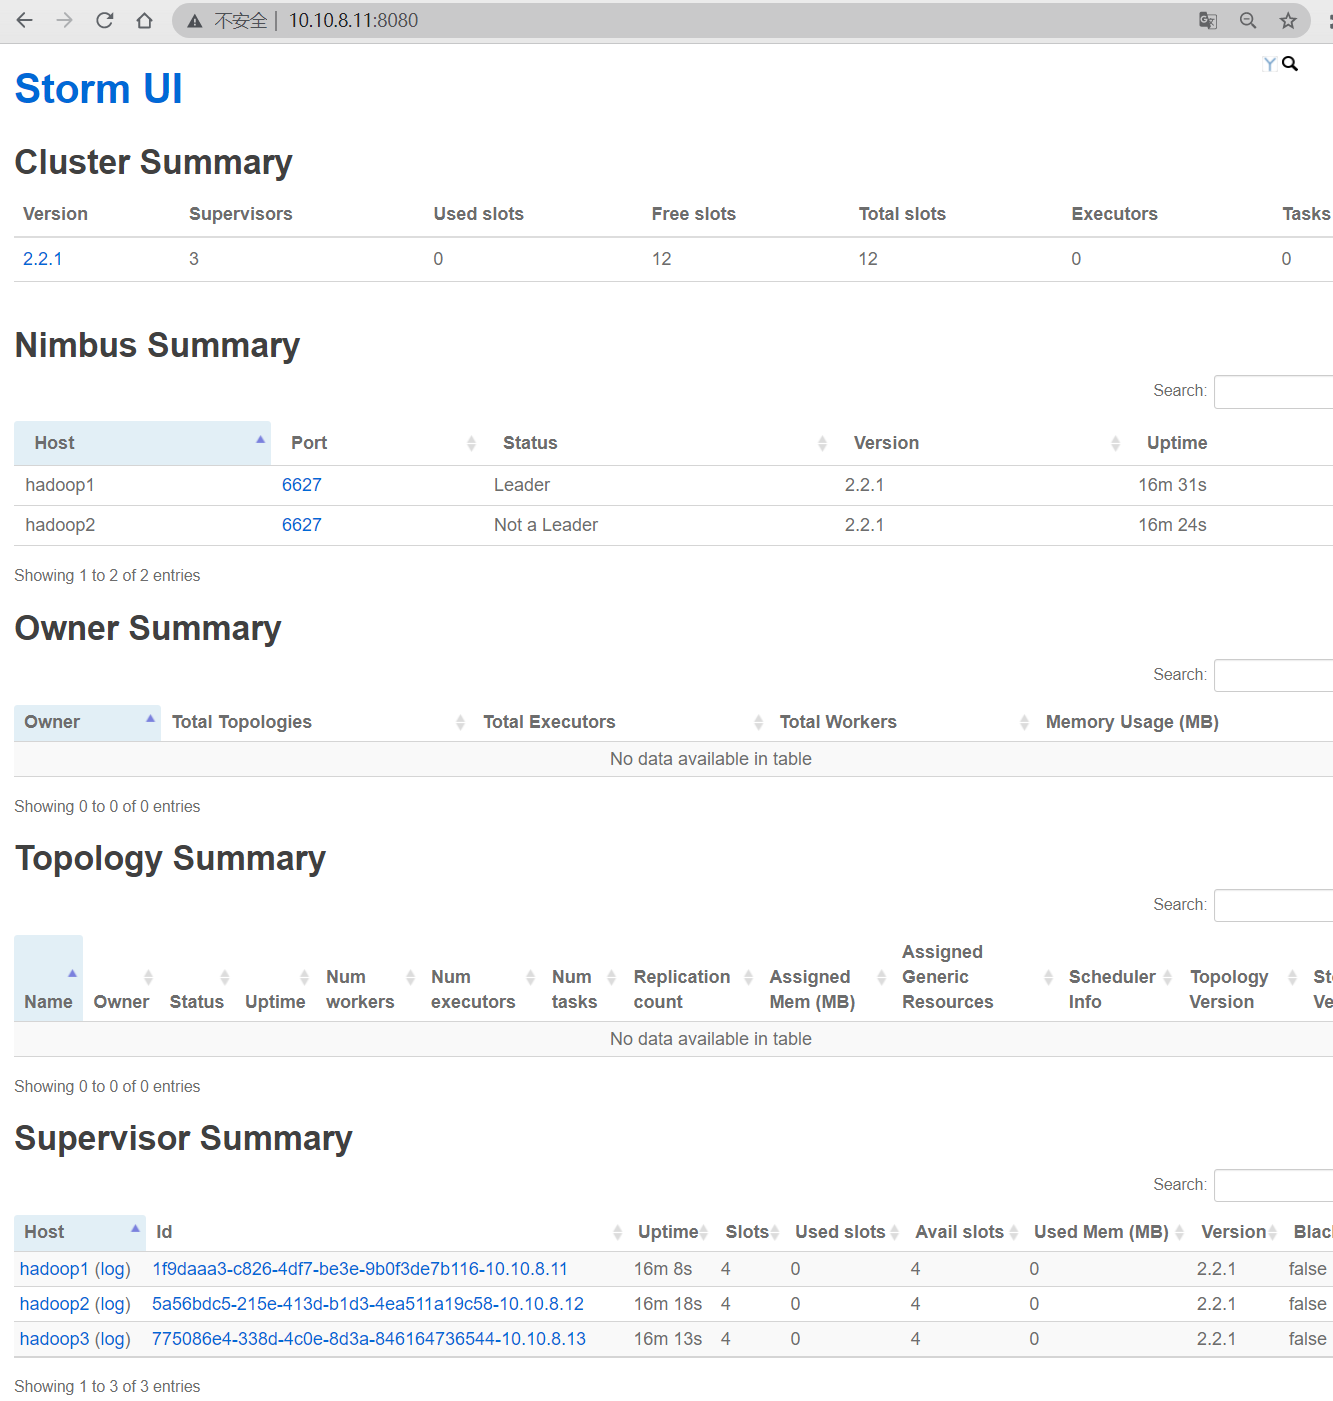 不安全 | 10.10.8.11:8080
Storm UI
Cluster Summary
Version Supervisors Used slots Free slots Total slots Executors Tasks
2.2.1 3 0 12 12 0 0
Nimbus Summary
Search:
Host Port Status Version Uptime
hadoop1 6627 Leader 2.2.1 16m 31s
hadoop2 6627 Not a Leader 2.2.1 16m 24s
Showing 1 to 2 of 2 entries
Owner Summary
Search:
Owner Total Topologies Total Executors Total Workers Memory Usage (MB)
No data available in table
Showing 0 to 0 of 0 entries
Topology Summary
Search:
Name Owner Status Uptime Num workers Num executors Num tasks Replication count Assigned Mem (MB) Assigned Generic Resources Scheduler Info Topology Version
No data available in table
Showing 0 to 0 of 0 entries
Supervisor Summary
Search:
Host Id Uptime Slots Used slots Avail slots Used Mem (MB) Version
hadoop1 (log) 1f9daaa3-c826-4df7-be3e-9b0f3de7b116-10.10.8.11 16m 8s 4 0 4 0 2.2.1 false
hadoop2 (log) 5a56bdc5-215e-413d-b1d3-4ea511a19c58-10.10.8.12 16m 18s 4 0 4 0 2.2.1 false
hadoop3 (log) 775086e4-338d-4c0e-8d3a-846164736544-10.10.8.13 16m 13s 4 0 4 0 2.2.1 false
Showing 1 to 3 of 3 entries